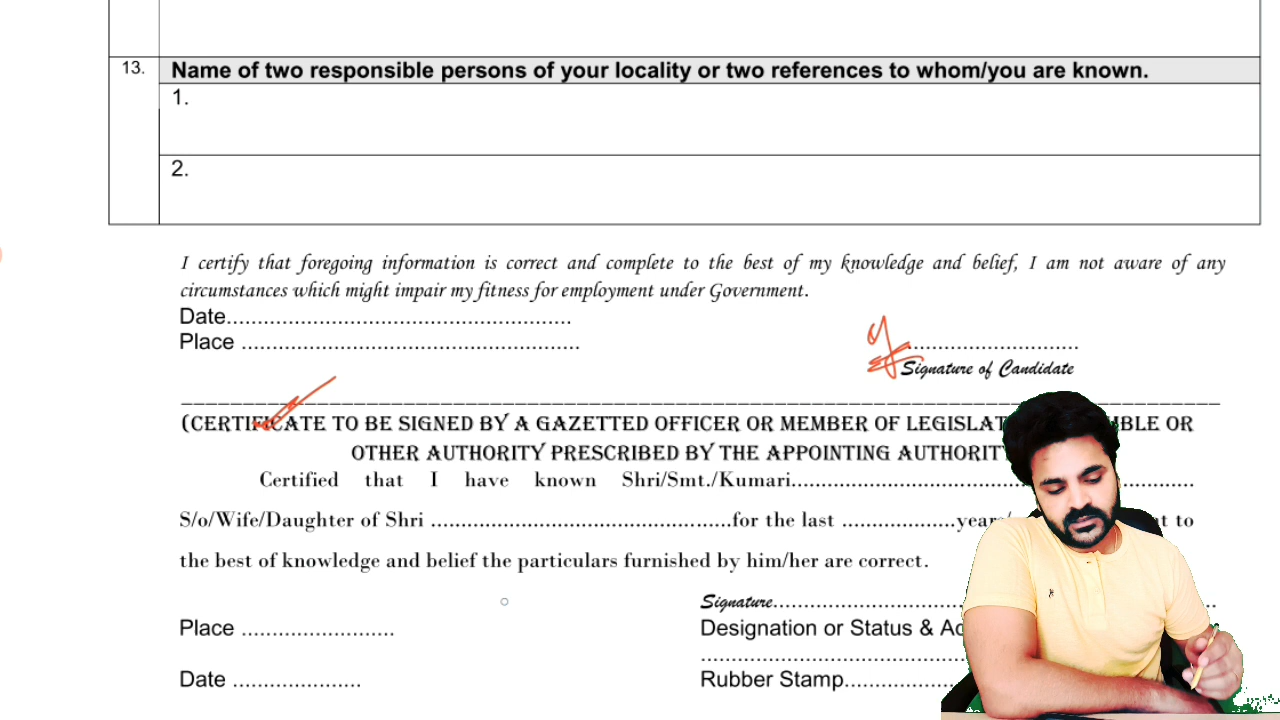 13.
Name of two responsible persons of your locality or two references to whom/you are known.
1.
2.
I certify that foregoing information is correct and complete to the best of my knowledge and belief, I am not aware of any
circumstances which might impair my fitness for employment under Government.
Date.......................................................
Place ......................................................
...........................
Signature of Candidate
(CERTIFICATE TO BE SIGNED BY A GAZETTED OFFICER OR MEMBER OF LEGISLAT BLE OR
OTHER AUTHORITY PRESCRIBED BY THE APPOINTING AUTHORIT
Certified that I have known Shri/Smt./Kumari.......................................
S/o/Wife/Daughter of Shri ..................................................for the last ...................years/ t to
the best of knowledge and belief the particulars furnished by him/her are correct.
Signature...............................
Place .........................
Designation or Status &
...........................................
Date .....................
Rubber Stamp...................